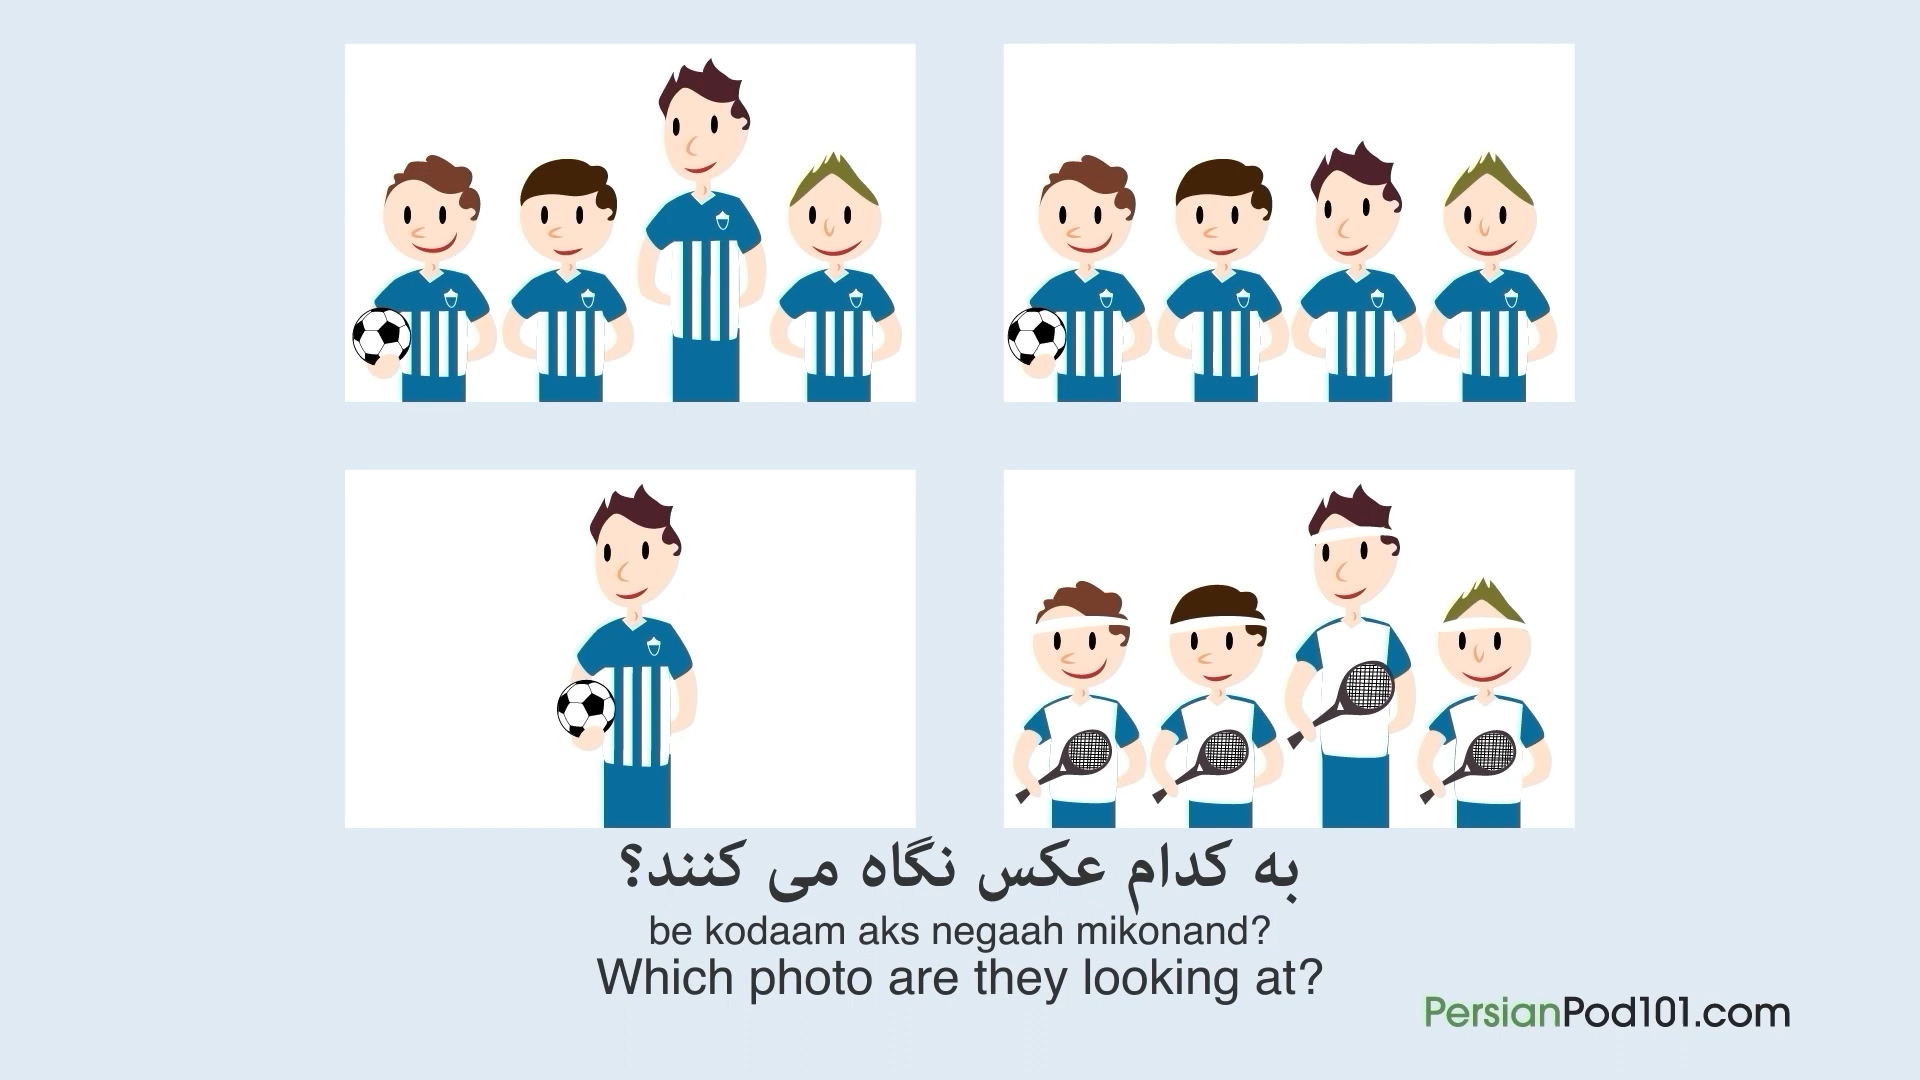 به کدام عکس نگاه می کنند؟
be kodaam aks negaah mikonand?
Which photo are they looking at?
PersianPod101.com